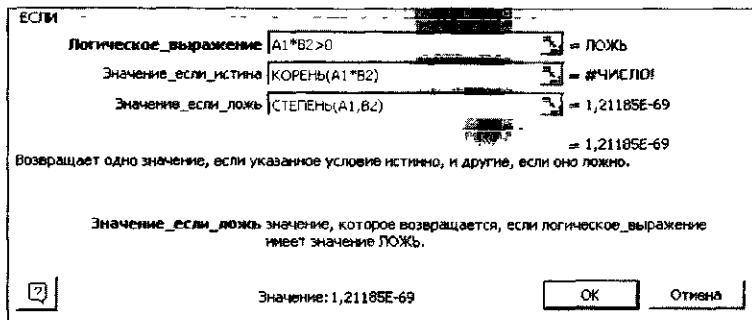 ЕСЛИ
Логическое_выражение A1*B2>0 = ЛОЖЬ
Значение_если_истина КОРЕНЬ(A1*B2) = #ЧИСЛО!
Значение_если_ложь СТЕПЕНЬ(A1,B2) = 1,21185E-69
= 1,21185E-69
Возвращает одно значение, если указанное условие истинно, и другие, если оно ложно.
Значение_если_ложь значение, которое возвращается, если логическое_выражение
имеет значение ЛОЖЬ.
Значение: 1,21185E-69 OK Отмена